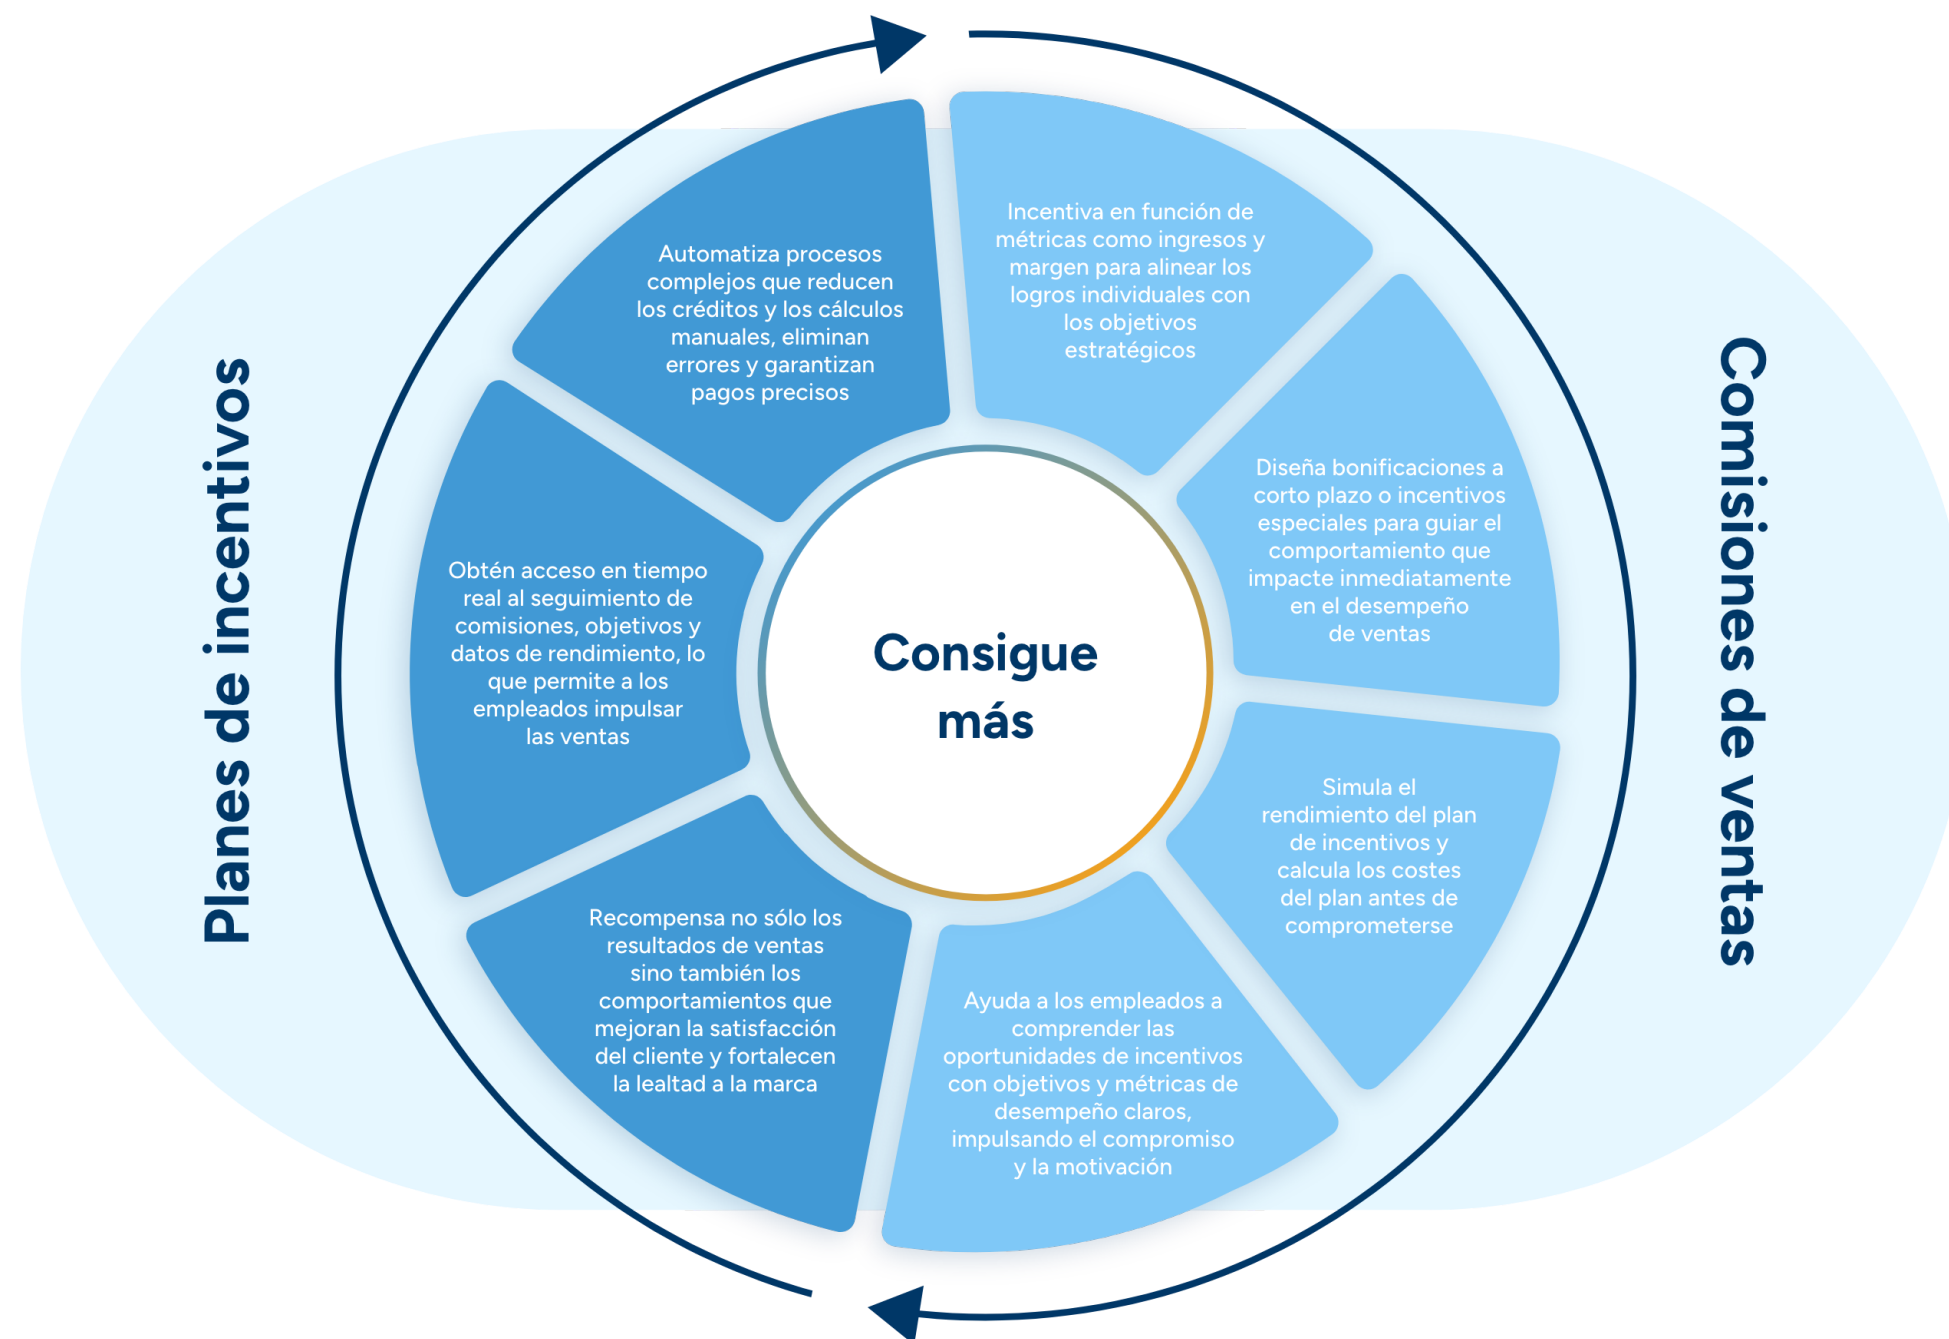 Planes de incentivos
Automatiza procesos
complejos que reducen
los créditos y los cálculos
manuales, eliminan
errores y garantizan
pagos precisos
Obtén acceso en tiempo
real al seguimiento de
comisiones, objetivos y
datos de rendimiento, lo
que permite a los
empleados impulsar
las ventas
Recompensa no sólo los
resultados de ventas
sino también los
comportamientos que
mejoran la satisfacción
del cliente y fortalecen
la lealtad a la marca
Consigue
más
Incentiva en función de
métricas como ingresos y
margen para alinear los
logros individuales con
los objetivos
estratégicos
Diseña bonificaciones a
corto plazo o incentivos
especiales para guiar el
comportamiento que
impacte inmediatamente
en el desempeño
de ventas
Simula el
rendimiento del plan
de incentivos y
calcula los costes
del plan antes de
comprometerse
Ayuda a los empleados a
comprender las
oportunidades de incentivos
con objetivos y métricas de
desempeño claros,
impulsando el compromiso
y la motivación
Comisiones de ventas